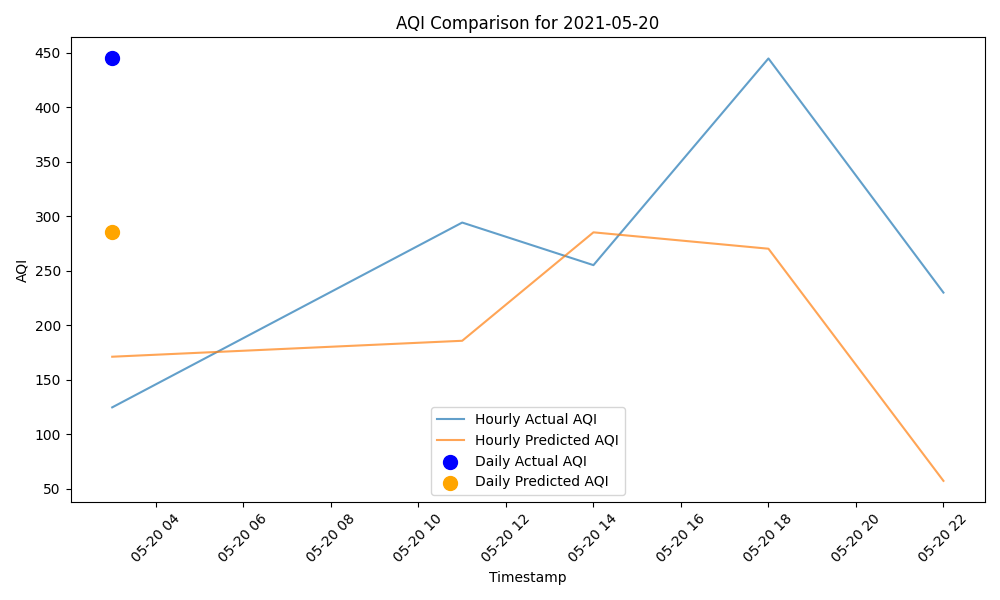 AQI Comparison for 2021-05-20
AQI
450
400
350
300
250
200
150
100
50
Hourly Actual AQI
Hourly Predicted AQI
Daily Actual AQI
Daily Predicted AQI
05-20 04
05-20 06
05-20 08
05-20 10
05-20 12
05-20 14
05-20 16
05-20 18
05-20 20
05-20 22
Timestamp